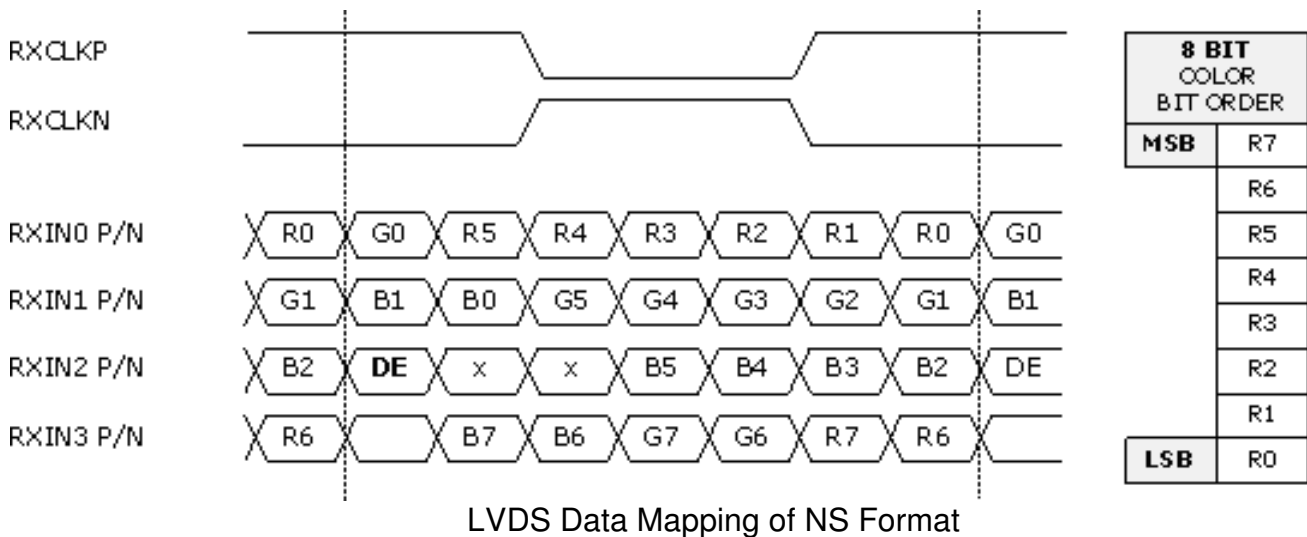 RXCLKP
RXCLKN
RXIN0 P/N R0 G0 R5 R4 R3 R2 R1 R0 G0
RXIN1 P/N G1 B1 B0 G5 G4 G3 G2 G1 B1
RXIN2 P/N B2 DE x x B5 B4 B3 B2 DE
RXIN3 P/N R6 B7 B6 G7 G6 R7 R6
8 BIT
COLOR
BIT ORDER
MSB R7
R6
R5
R4
R3
R2
R1
LSB R0
LVDS Data Mapping of NS Format